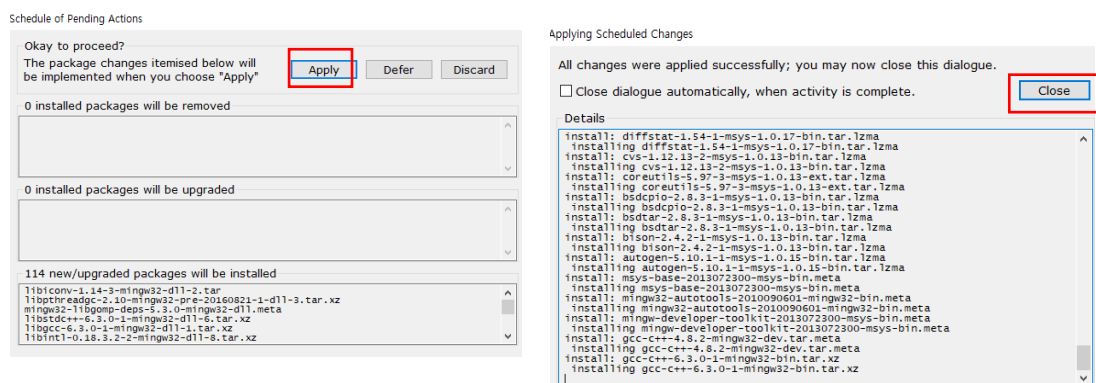 Schedule of Pending Actions
Okay to proceed?
The package changes itemised below will
be implemented when you choose "Apply"
Apply
Defer
Discard
0 installed packages will be removed
0 installed packages will be upgraded
114 new/upgraded packages will be installed
libiconv-1.14-3-mingw32-dll-2.tar
libpthreadgc-2.10-mingw32-pre-20160821-1-dll-3.tar.xz
mingw32-libgomp-deps-5.3.0-mingw32-dll.meta
libstdc++-6.3.0-1-mingw32-dll-6.tar.xz
libgcc-6.3.0-1-mingw32-dll-1.tar.xz
libintl-0.18.3.2-2-mingw32-dll-8.tar.xz
Applying Scheduled Changes
All changes were applied successfully; you may now close this dialogue.
Close dialogue automatically, when activity is complete.
Close
Details
install: diffstat-1.54-1-msys-1.0.17-bin.tar.lzma
installing diffstat-1.54-1-msys-1.0.17-bin.tar.lzma
install: cvs-1.12.13-2-msys-1.0.13-bin.tar.lzma
installing cvs-1.12.13-2-msys-1.0.13-bin.tar.lzma
install: coreutils-5.97-3-msys-1.0.13-ext.tar.lzma
installing coreutils-5.97-3-msys-1.0.13-ext.tar.lzma
install: bsdcpio-2.8.3-1-msys-1.0.13-bin.tar.lzma
installing bsdcpio-2.8.3-1-msys-1.0.13-bin.tar.lzma
install: bsdtar-2.8.3-1-msys-1.0.13-bin.tar.lzma
installing bsdtar-2.8.3-1-msys-1.0.13-bin.tar.lzma
install: bison-2.4.2-1-msys-1.0.13-bin.tar.lzma
installing bison-2.4.2-1-msys-1.0.13-bin.tar.lzma
install: autogen-5.10.1-1-msys-1.0.15-bin.tar.lzma
installing autogen-5.10.1-1-msys-1.0.15-bin.tar.lzma
install: msys-base-2013072300-msys-bin.meta
installing msys-base-2013072300-msys-bin.meta
install: mingw32-autotools-2010090601-mingw32-bin.meta
installing mingw32-autotools-2010090601-mingw32-bin.meta
install: mingw-developer-toolkit-2013072300-msys-bin.meta
installing mingw-developer-toolkit-2013072300-msys-bin.meta
install: gcc-c++-4.8.2-mingw32-dev.tar.meta
installing gcc-c++-4.8.2-mingw32-dev.tar.meta
install: gcc-c++-6.3.0-1-mingw32-bin.tar.xz
installing gcc-c++-6.3.0-1-mingw32-bin.tar.xz